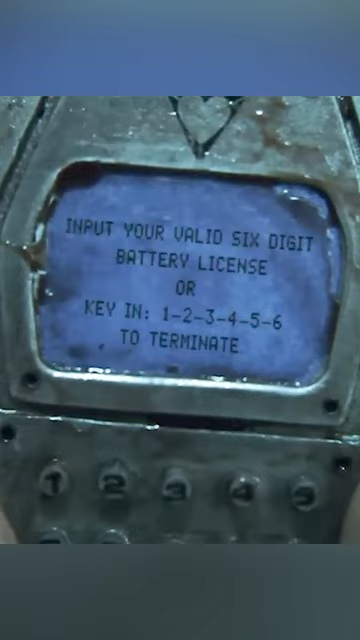 INPUT YOUR VALID SIX DIGIT
BATTERY LICENSE
OR
KEY IN: 1-2-3-4-5-6
TO TERMINATE
1 2 3 4 5